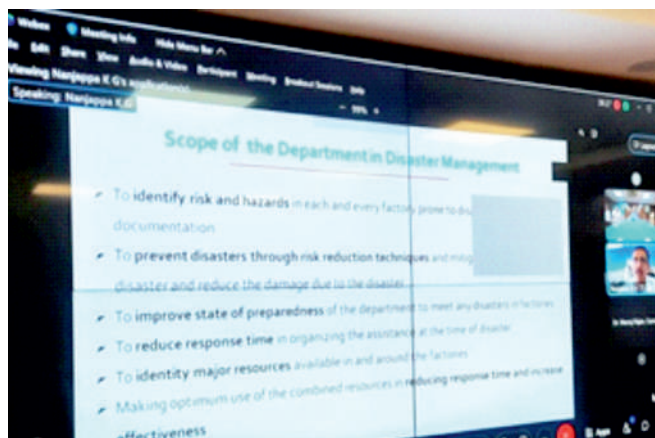 Webex Meeting Info Hide Menu Bar
Edit Share View Audio & Video Participant Meeting Breakout Sessions Help
Viewing Nanjappa K G's application(s)
Speaking: Nanjappa K G
99%
Scope of the Department in Disaster Management
To identify risk and hazards in each and every factory prone to
documentation
To prevent disasters through risk reduction techniques and
disaster and reduce the damage due to the disaster
To improve state of preparedness of the department to meet any disasters in factories
To reduce response time in organizing the assistance at the time of disaster
To identity major resources available in and around the factories
Making optimum use of the combined resources in reducing response time and increase
effectiveness
Apps